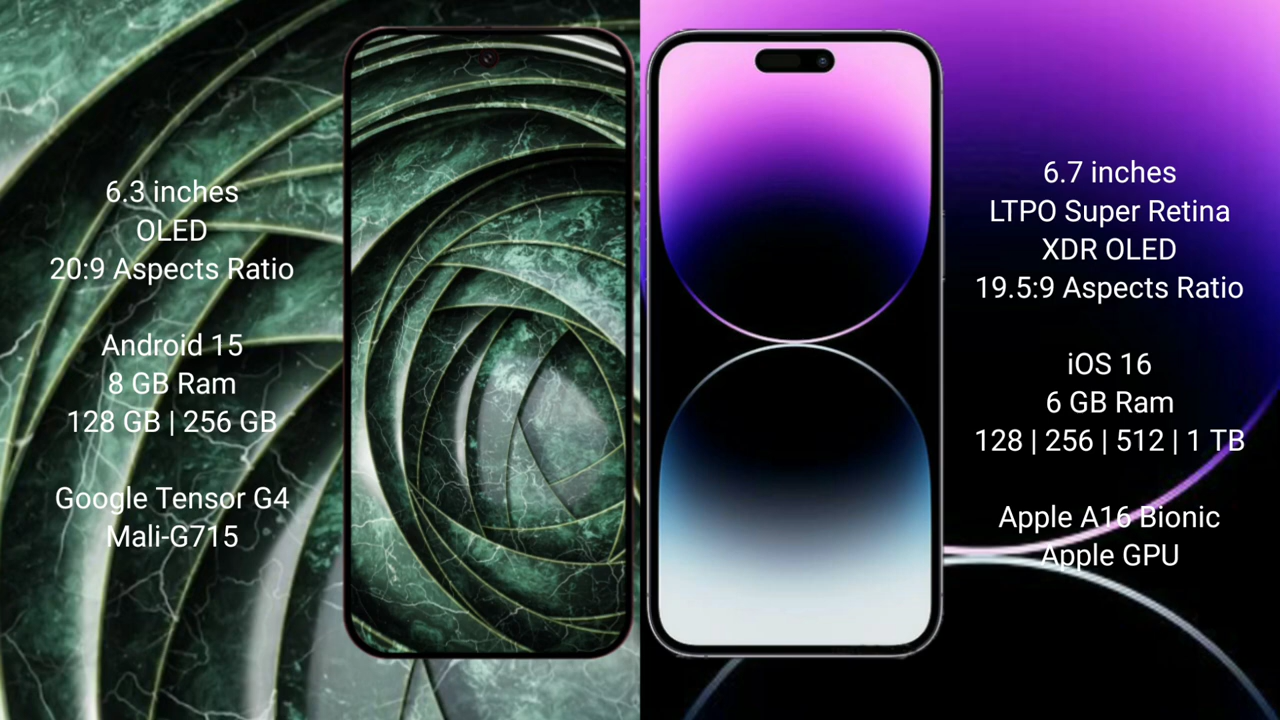 6.3 inches
OLED
20:9 Aspects Ratio
Android 15
8 GB Ram
128 GB | 256 GB
Google Tensor G4
Mali-G715
6.7 inches
LTPO Super Retina
XDR OLED
19.5:9 Aspects Ratio
iOS 16
6 GB Ram
128 | 256 | 512 | 1 TB
Apple A16 Bionic
Apple GPU